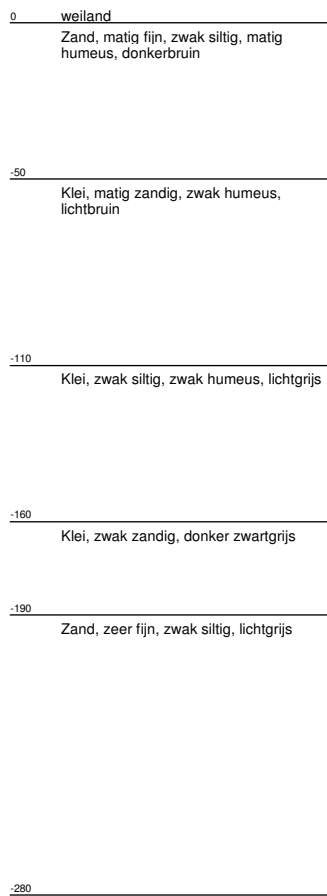 0 weiland
Zand, matig fijn, zwak siltig, matig
humeus, donkerbruin
-50
Klei, matig zandig, zwak humeus,
lichtbruin
-110
Klei, zwak siltig, zwak humeus, lichtgrijs
-160
Klei, zwak zandig, donker zwartgrijs
-190
Zand, zeer fijn, zwak siltig, lichtgrijs
-280